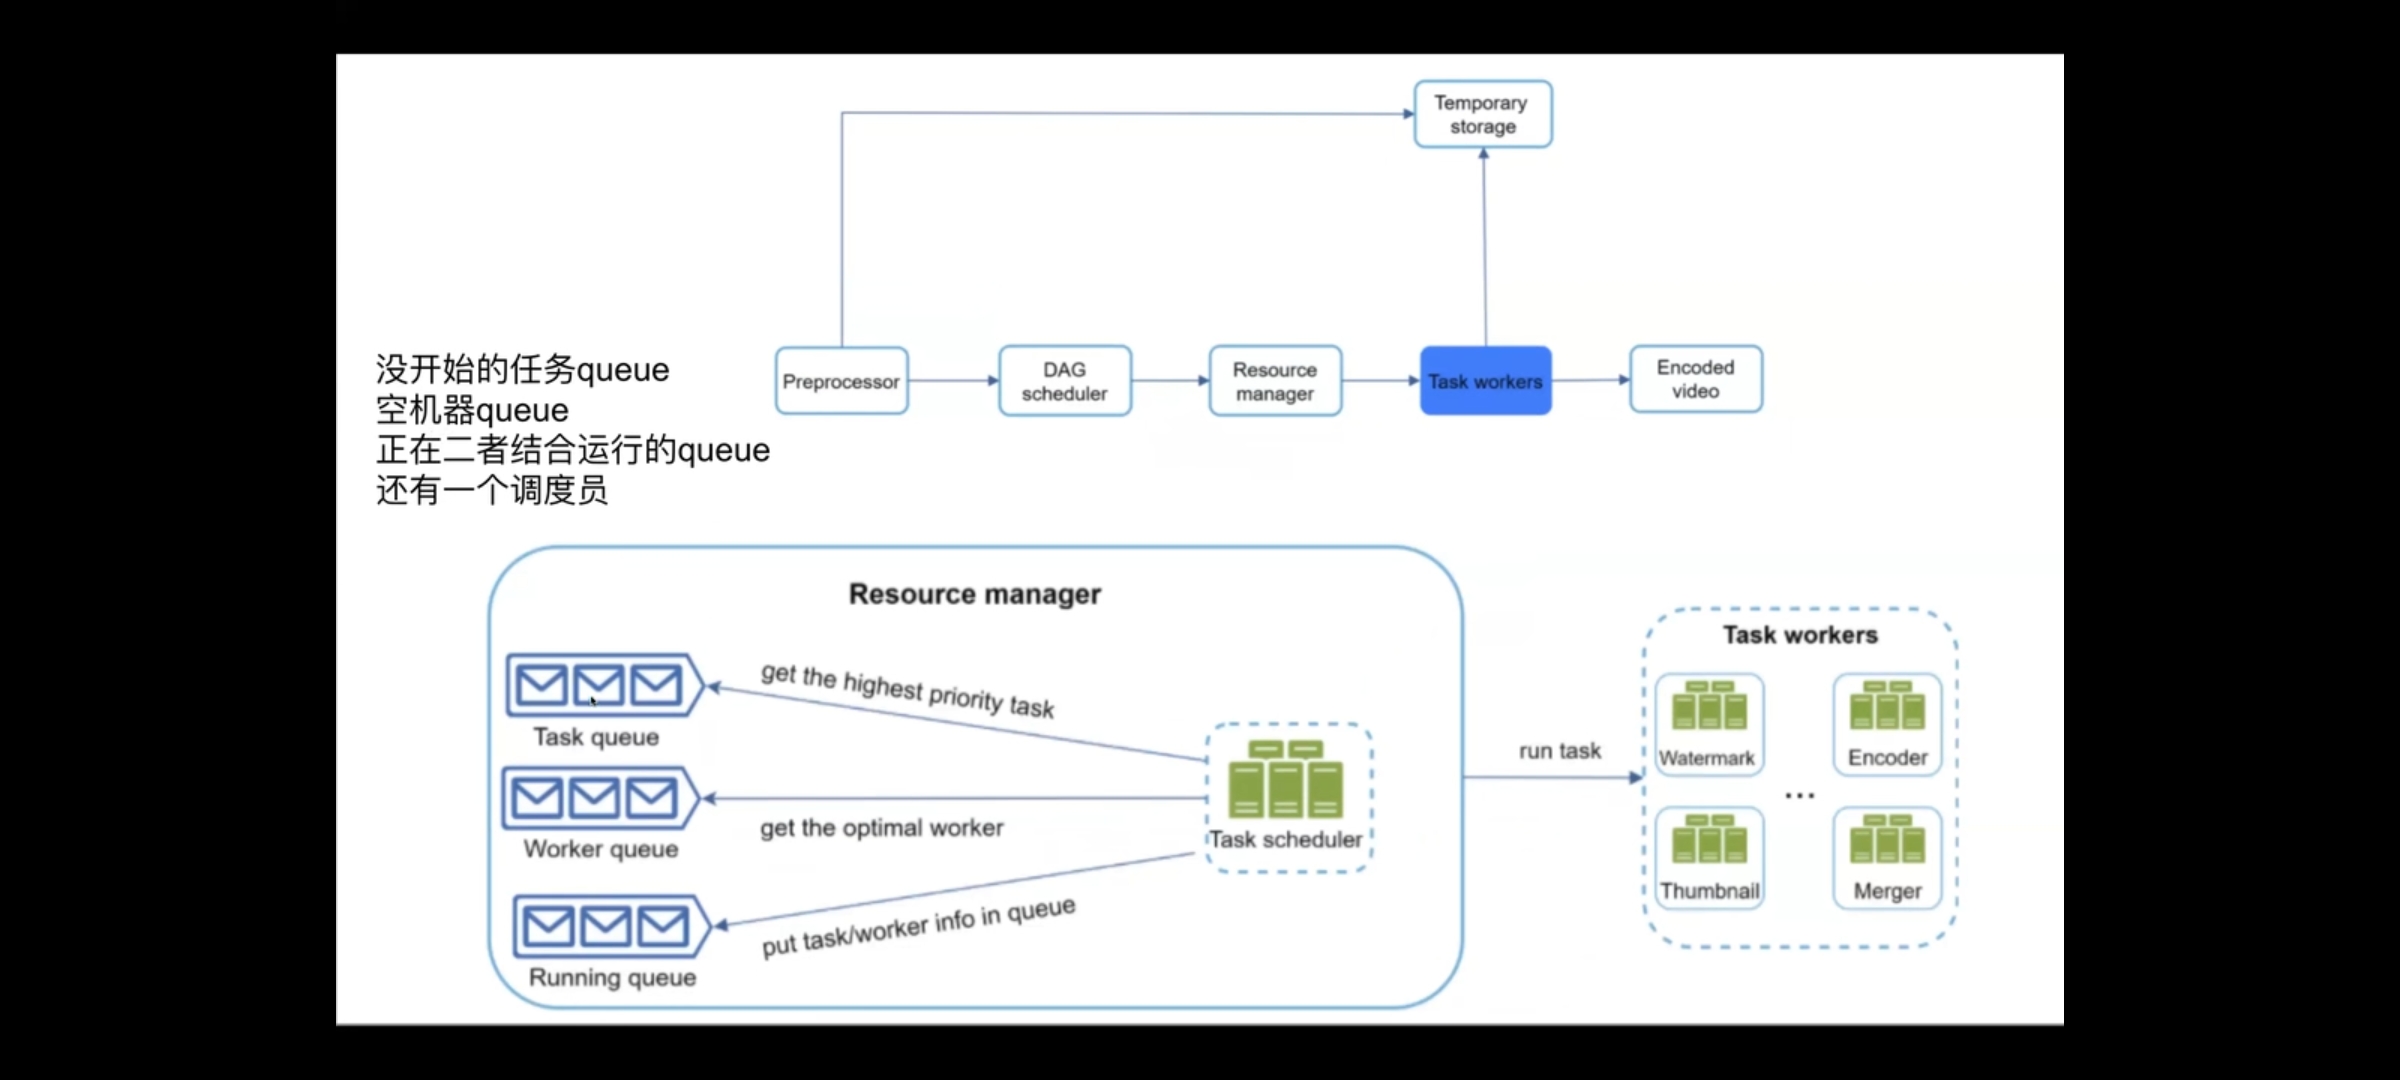 Temporary
storage
没开始的任务queue
空机器queue
正在二者结合运行的queue
还有一个调度员
Preprocessor
DAG
scheduler
Resource
manager
Task workers
Encoded
video
Resource manager
get the highest priority task
Task queue
get the optimal worker
Worker queue
put task/worker info in queue
Running queue
Task scheduler
run task
Task workers
Watermark
Encoder
...
Thumbnail
Merger